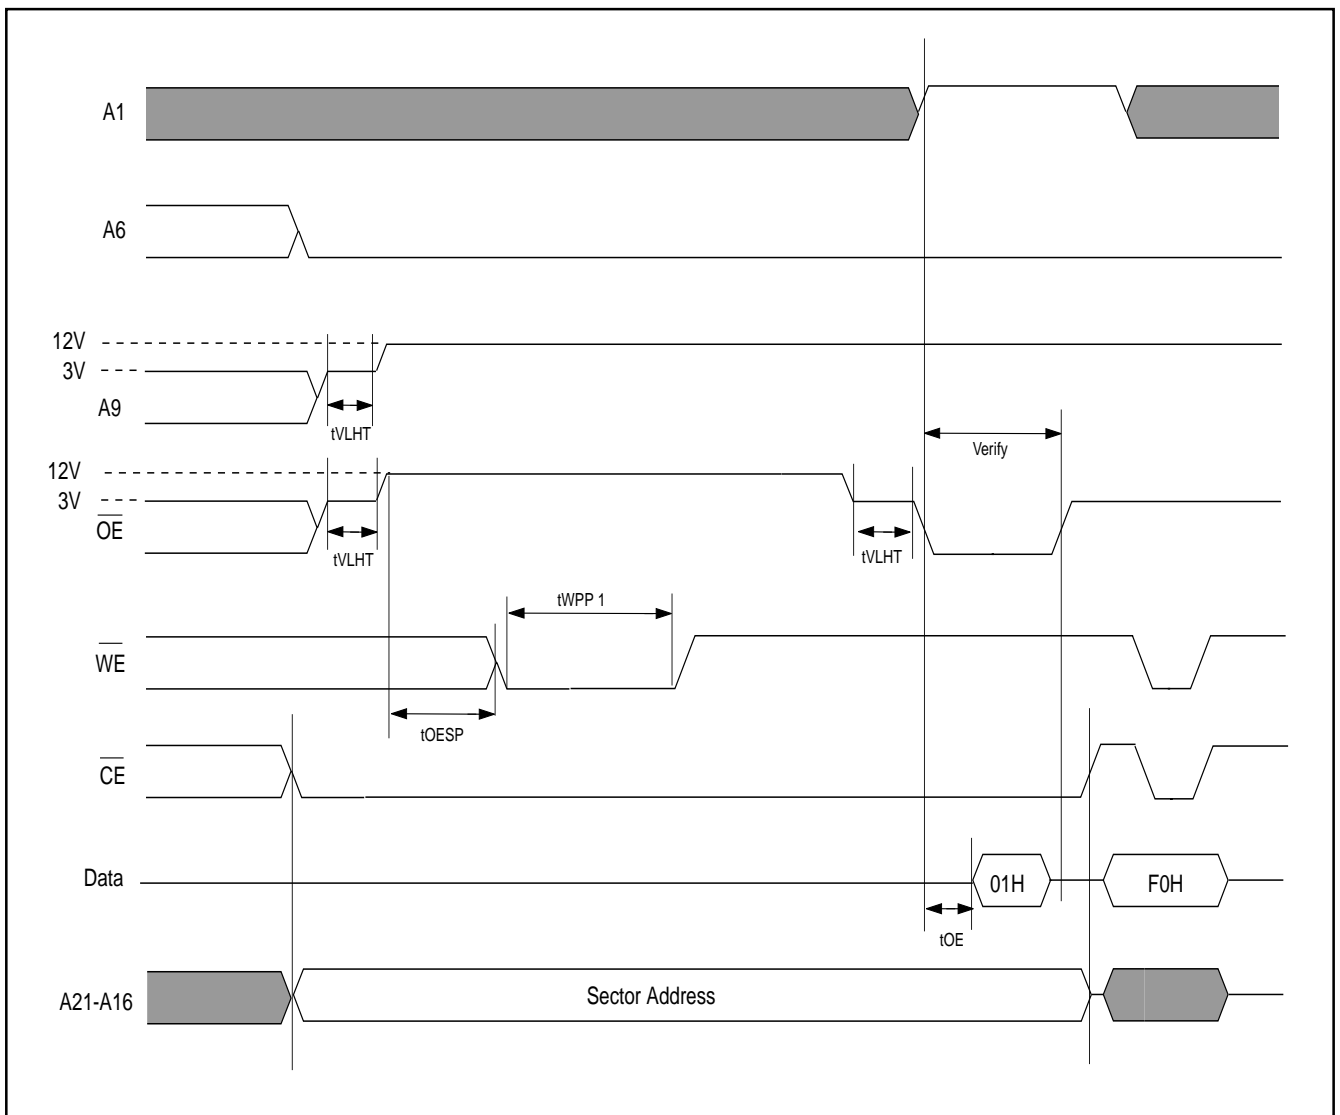 A1
A6
12V
3V
A9
tVLHT
Verify
12V
3V
OE
tVLHT
tVLHT
tWPP 1
WE
tOESP
CE
Data
01H
F0H
tOE
A21-A16
Sector Address